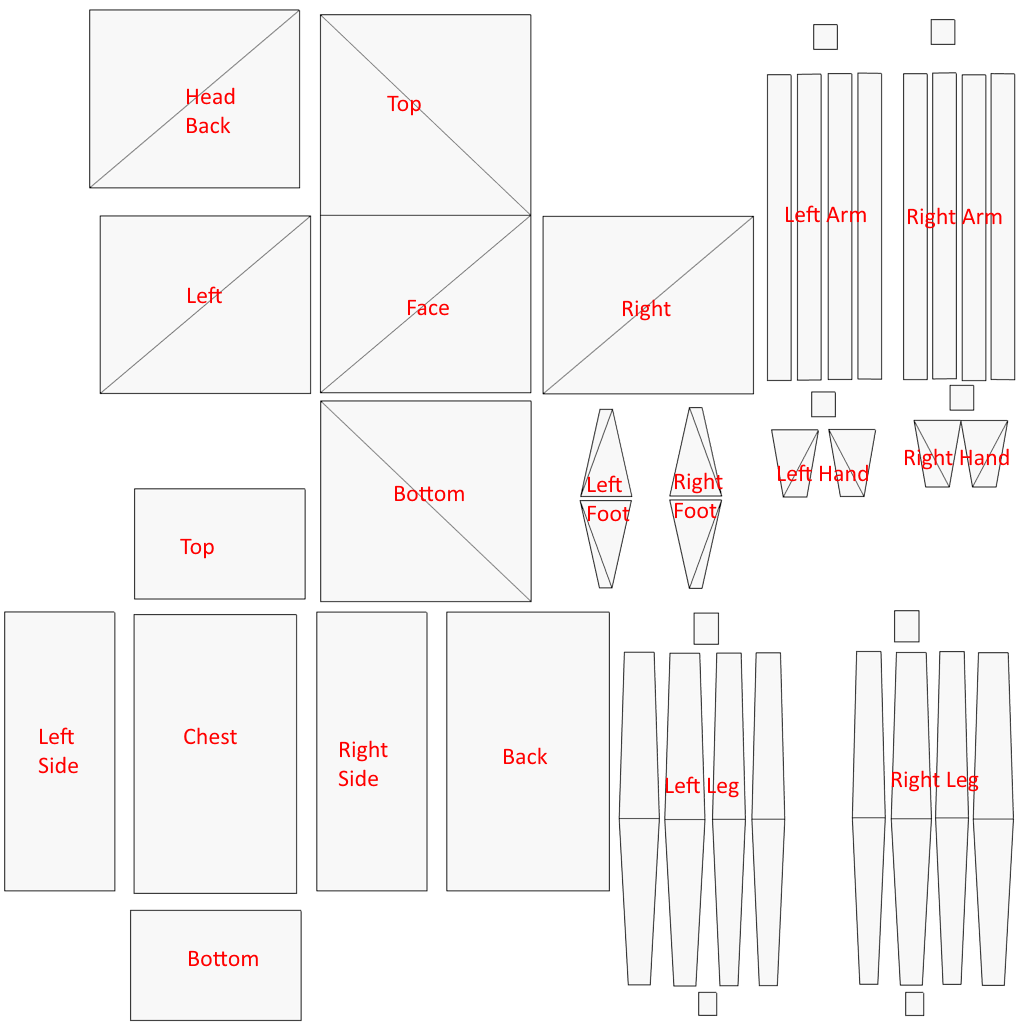 Head
Back
Top
Left Arm
Right Arm
Left
Face
Right
Left Hand
Right Hand
Left
Foot
Right
Foot
Bottom
Top
Left
Side
Chest
Right
Side
Back
Left Leg
Right Leg
Bottom